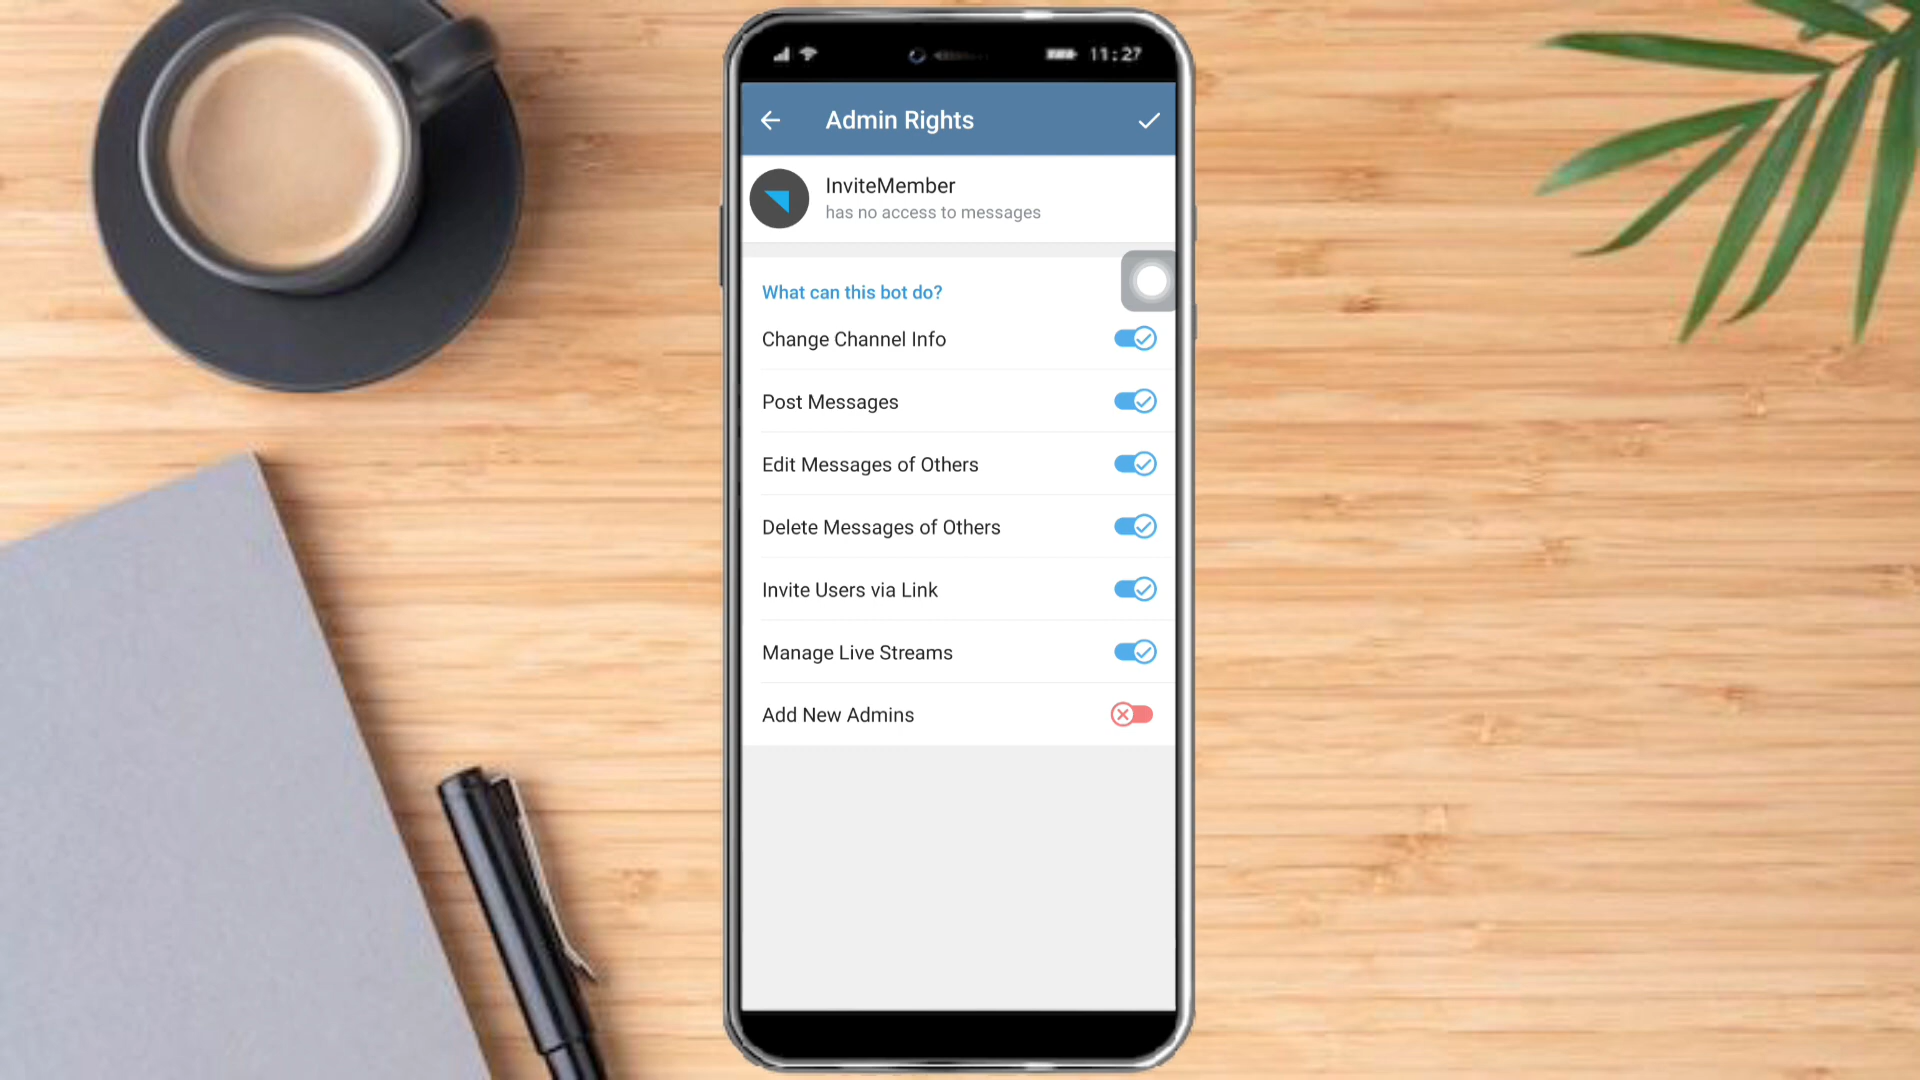 11:27
Admin Rights
InviteMember
has no access to messages
What can this bot do?
Change Channel Info
Post Messages
Edit Messages of Others
Delete Messages of Others
Invite Users via Link
Manage Live Streams
Add New Admins